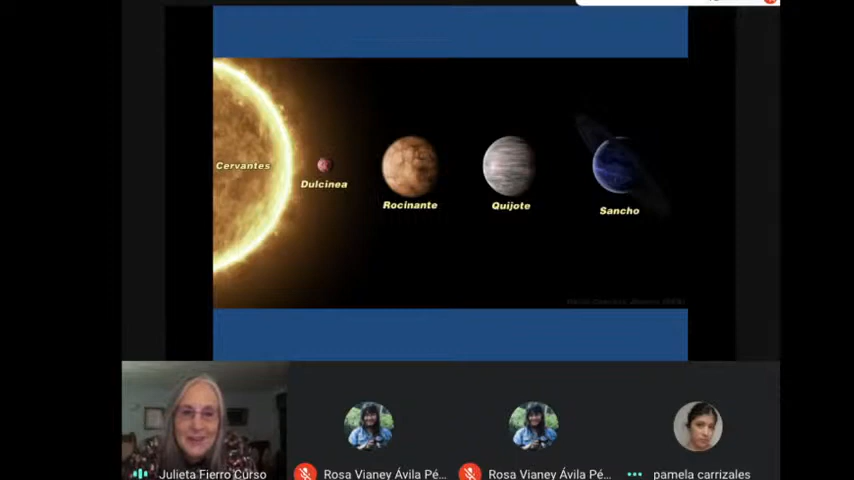 Cervantes
Dulcinea
Rocinante
Quijote
Sancho
Julieta Fierro Curso
Rosa Vianey Ávila Pé...
Rosa Vianey Ávila Pé...
pamela carrizales